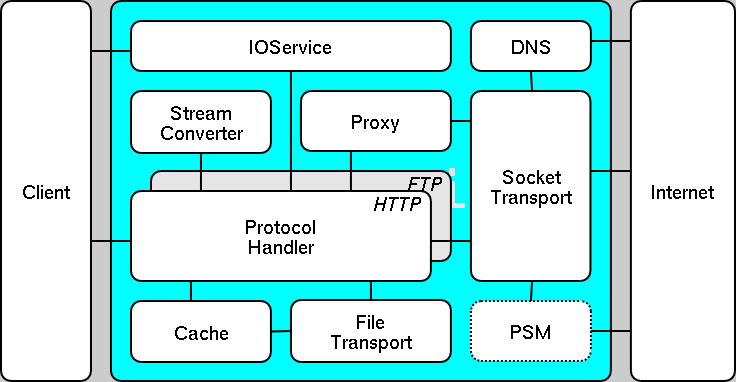 IOService
DNS
Stream
Converter
Proxy
Client
FTP
HTTP
Socket
Transport
Internet
Protocol
Handler
Cache
File
Transport
PSM